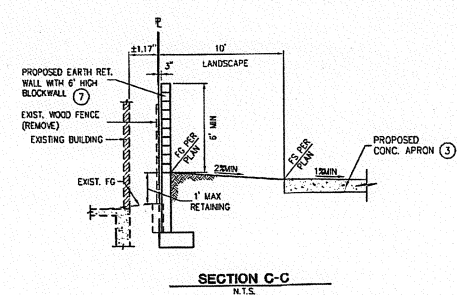 PL
±1.17'
10'
LANDSCAPE
3"
PROPOSED EARTH RET.
WALL WITH 6' HIGH
BLOCKWALL 7
EXIST. WOOD FENCE
(REMOVE)
EXISTING BUILDING
6' MIN
FG PER
PLAN
FS PER
PLAN
PROPOSED
CONC. APRON 3
2%MIN
1%MIN
EXIST. FG
1' MAX
RETAINING
SECTION C-C
N.T.S.